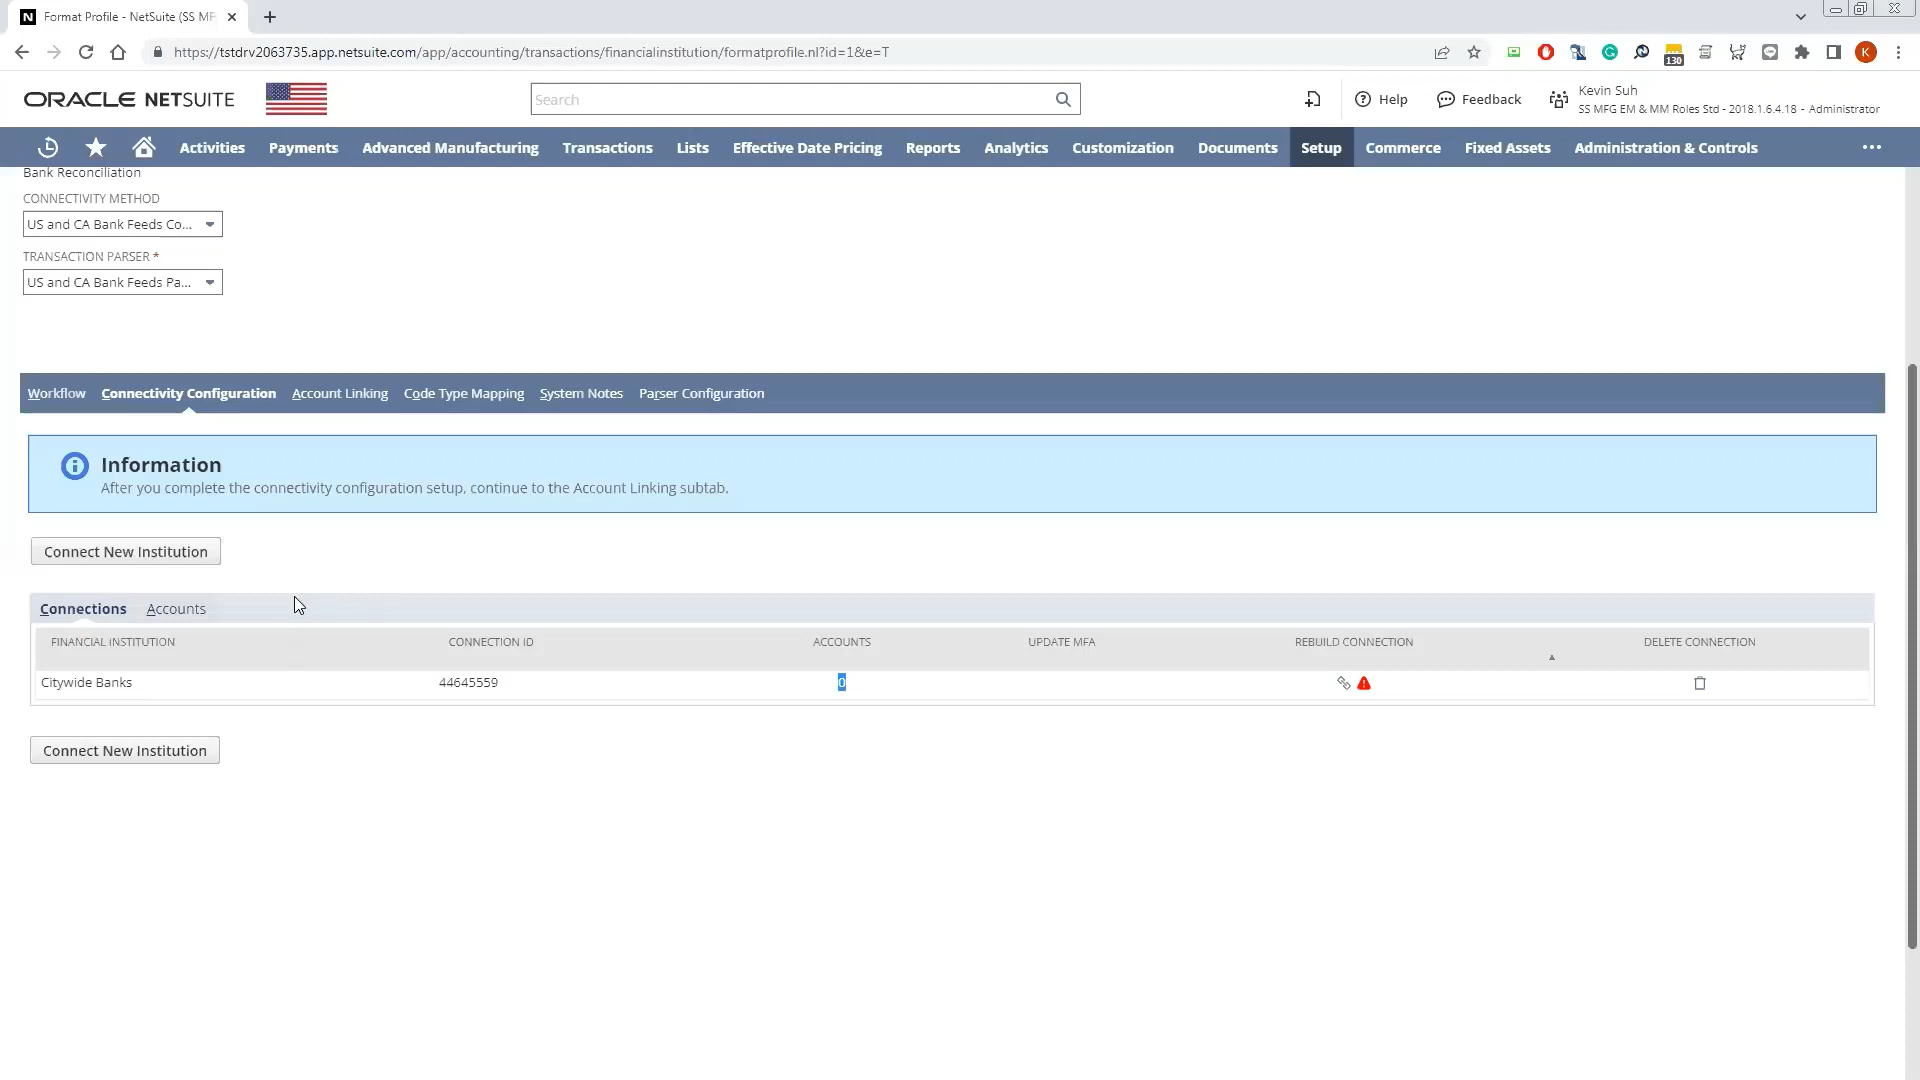 Format Profile - NetSuite (SS MF
https://tstdrv2063735.app.netsuite.com/app/accounting/transactions/financialinstitution/formatprofile.nl?id=1&e=T
130
K
ORACLE NETSUITE
Search
Help
Feedback
Kevin Suh
SS MFG EM & MM Roles Std - 2018.1.6.4.18 - Administrator
Activities Payments Advanced Manufacturing Transactions Lists Effective Date Pricing Reports Analytics Customization Documents Setup Commerce Fixed Assets Administration & Controls
Bank Reconciliation
CONNECTIVITY METHOD
US and CA Bank Feeds Co...
TRANSACTION PARSER *
US and CA Bank Feeds Pa...
Workflow Connectivity Configuration Account Linking Code Type Mapping System Notes Parser Configuration
Information
After you complete the connectivity configuration setup, continue to the Account Linking subtab.
Connect New Institution
Connections Accounts
FINANCIAL INSTITUTION CONNECTION ID ACCOUNTS UPDATE MFA REBUILD CONNECTION DELETE CONNECTION
Citywide Banks 44645559 0
Connect New Institution